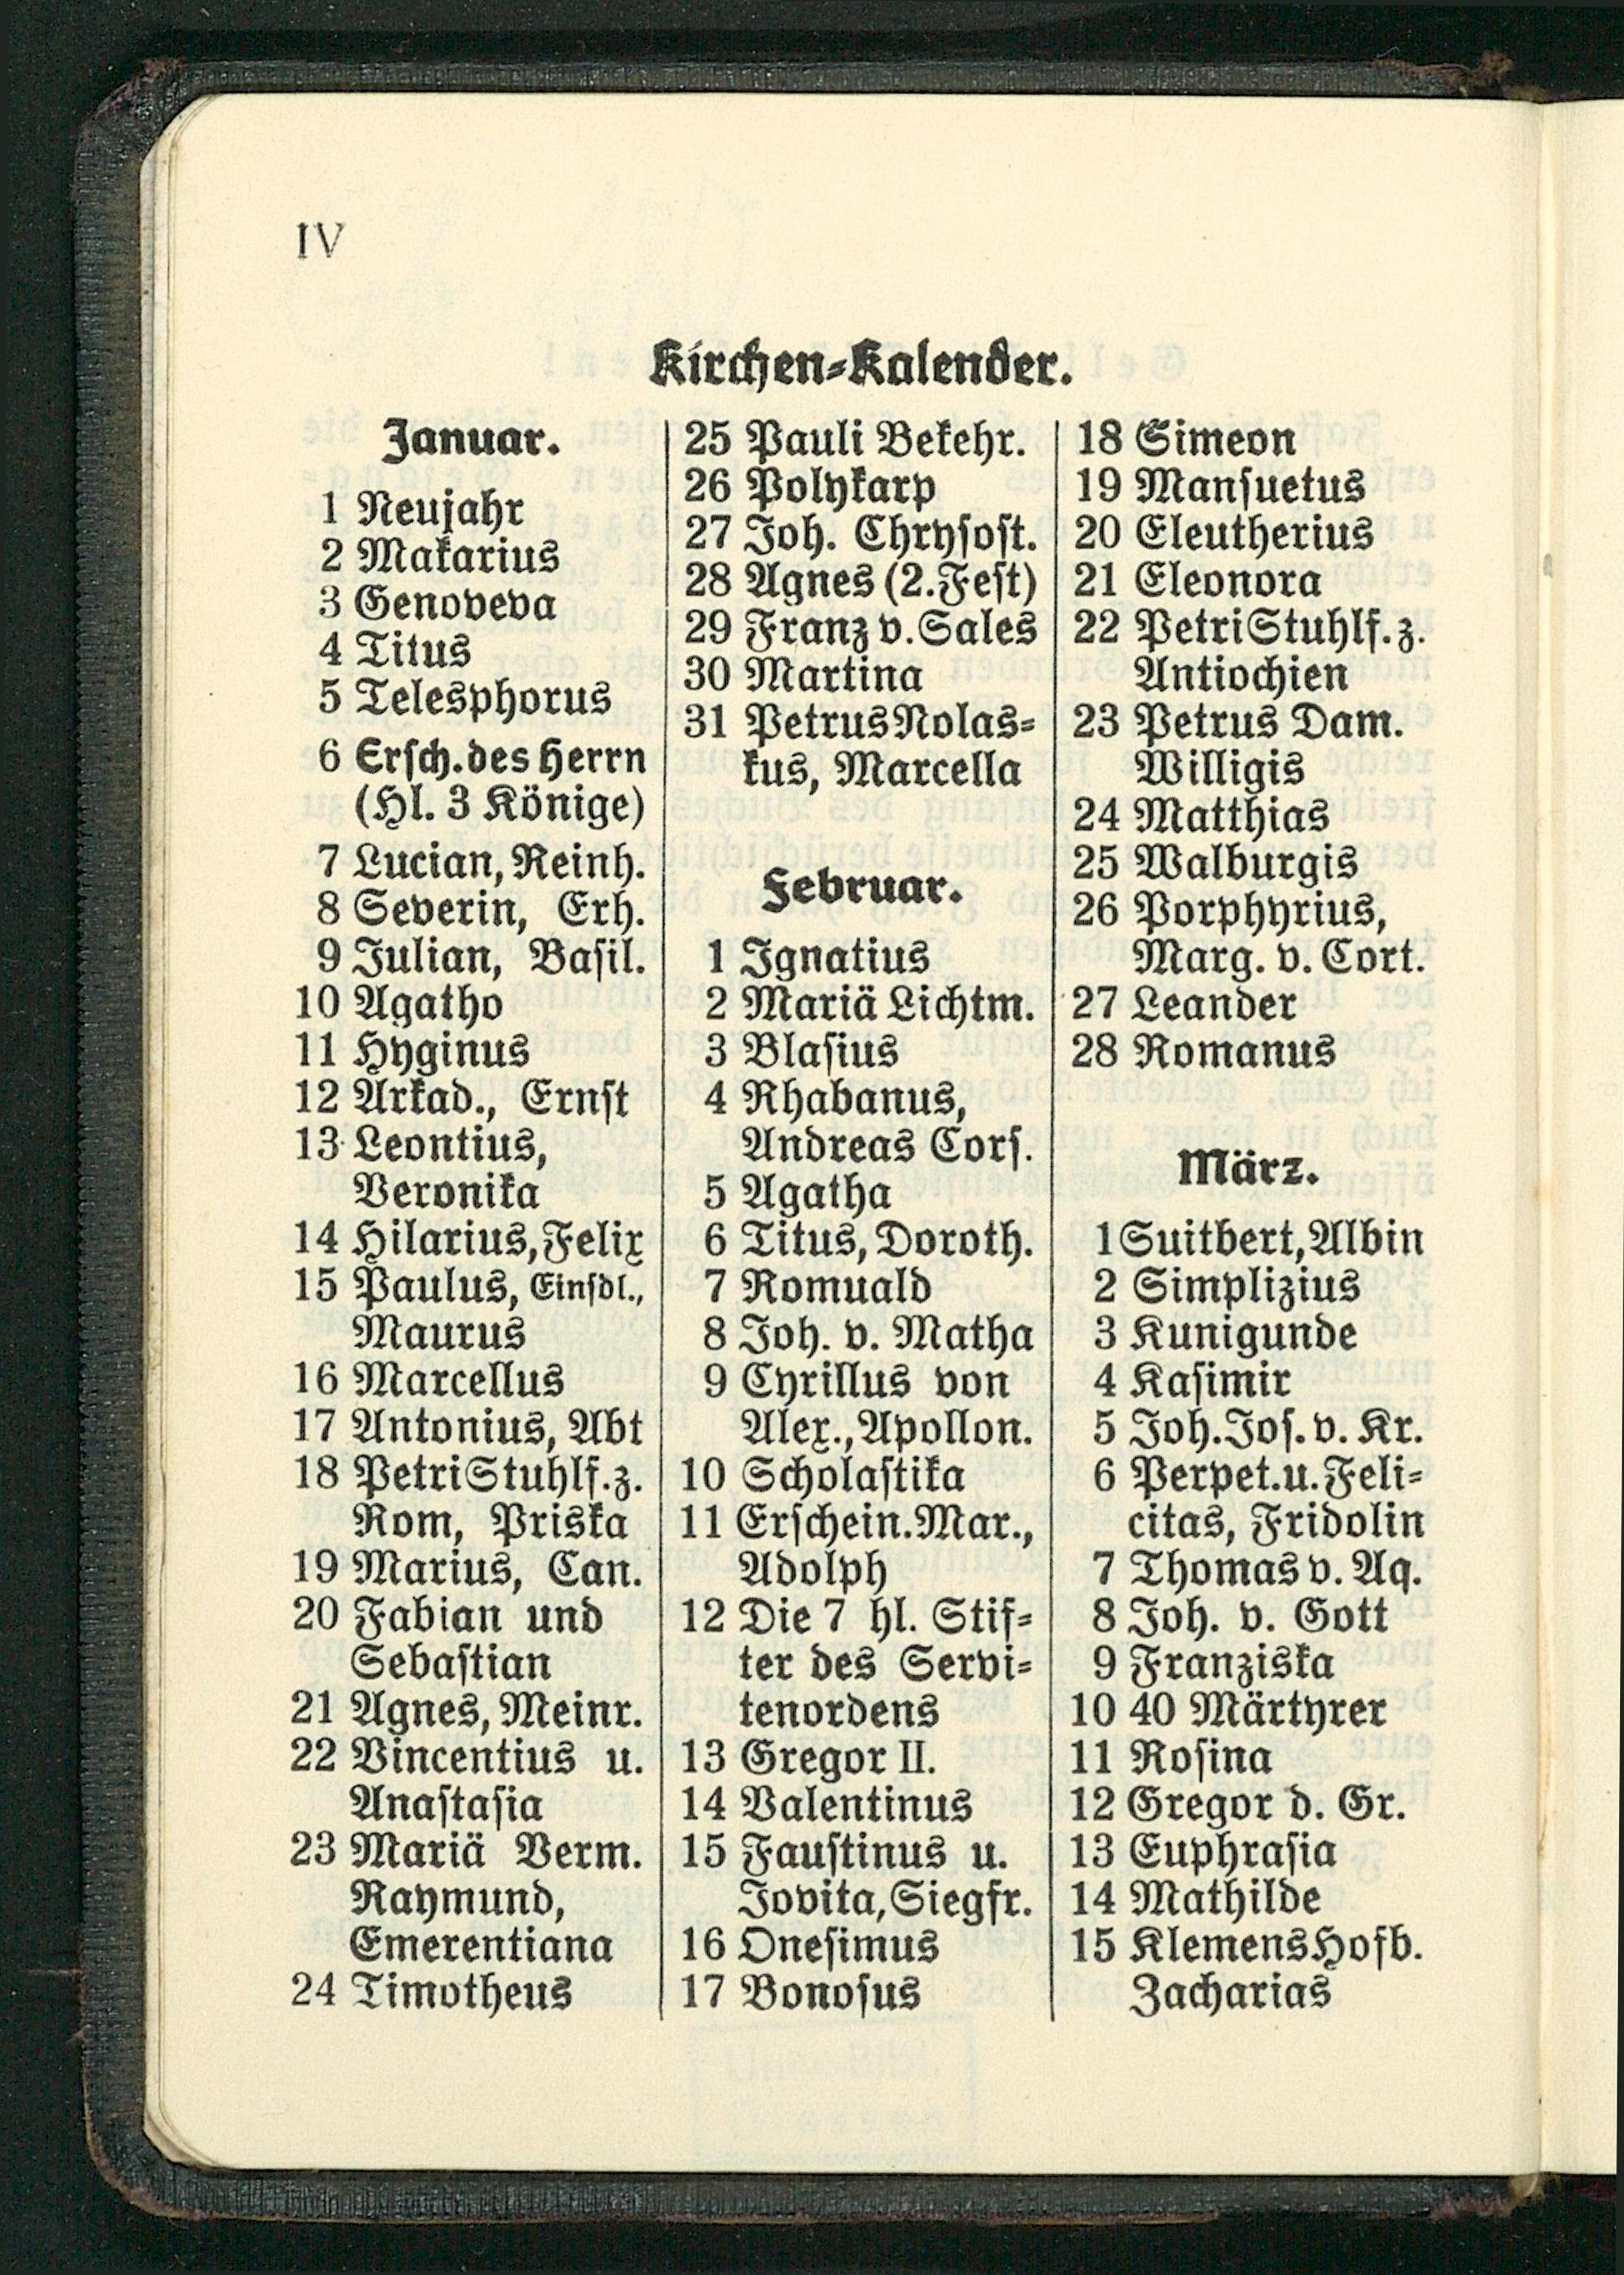 IV
Kirchen-Kalender.
Januar.
1 Neujahr
2 Makarius
3 Genoveva
4 Titus
5 Telesphorus
6 Ersch. des Herrn
(Hl. 3 Könige)
7 Lucian, Reinh.
8 Severin, Erh.
9 Julian, Basil.
10 Agatho
11 Hyginus
12 Arkad., Ernst
13 Leontius,
Veronika
14 Hilarius, Felix
15 Paulus, Einsdl.,
Maurus
16 Marcellus
17 Antonius, Abt
18 Petri Stuhlf. z.
Rom, Priska
19 Marius, Can.
20 Fabian und
Sebastian
21 Agnes, Meinr.
22 Vincentius u.
Anastasia
23 Mariä Verm.
Raymund,
Emerentiana
24 Timotheus
25 Pauli Bekehr.
26 Polykarp
27 Joh. Chrysost.
28 Agnes (2. Fest)
29 Franz v. Sales
30 Martina
31 Petrus Nolas-
kus, Marcella
Februar.
1 Ignatius
2 Mariä Lichtm.
3 Blasius
4 Rhabanus,
Andreas Cors.
5 Agatha
6 Titus, Doroth.
7 Romuald
8 Joh. v. Matha
9 Cyrillus von
Alex., Apollon.
10 Scholastika
11 Erschein. Mar.,
Adolph
12 Die 7 hl. Stif-
ter des Servi-
tenordens
13 Gregor II.
14 Valentinus
15 Faustinus u.
Jovita, Siegfr.
16 Onesimus
17 Bonosus
18 Simeon
19 Mansuetus
20 Eleutherius
21 Eleonora
22 Petri Stuhlf. z.
Antiochien
23 Petrus Dam.
Willigis
24 Matthias
25 Walburgis
26 Porphyrius,
Marg. v. Cort.
27 Leander
28 Romanus
März.
1 Suitbert, Albin
2 Simplizius
3 Kunigunde
4 Kasimir
5 Joh. Jos. v. Kr.
6 Perpet. u. Feli-
citas, Fridolin
7 Thomas v. Aq.
8 Joh. v. Gott
9 Franziska
10 40 Märtyrer
11 Rosina
12 Gregor d. Gr.
13 Euphrasia
14 Mathilde
15 Klemens Hofb.
Zacharias